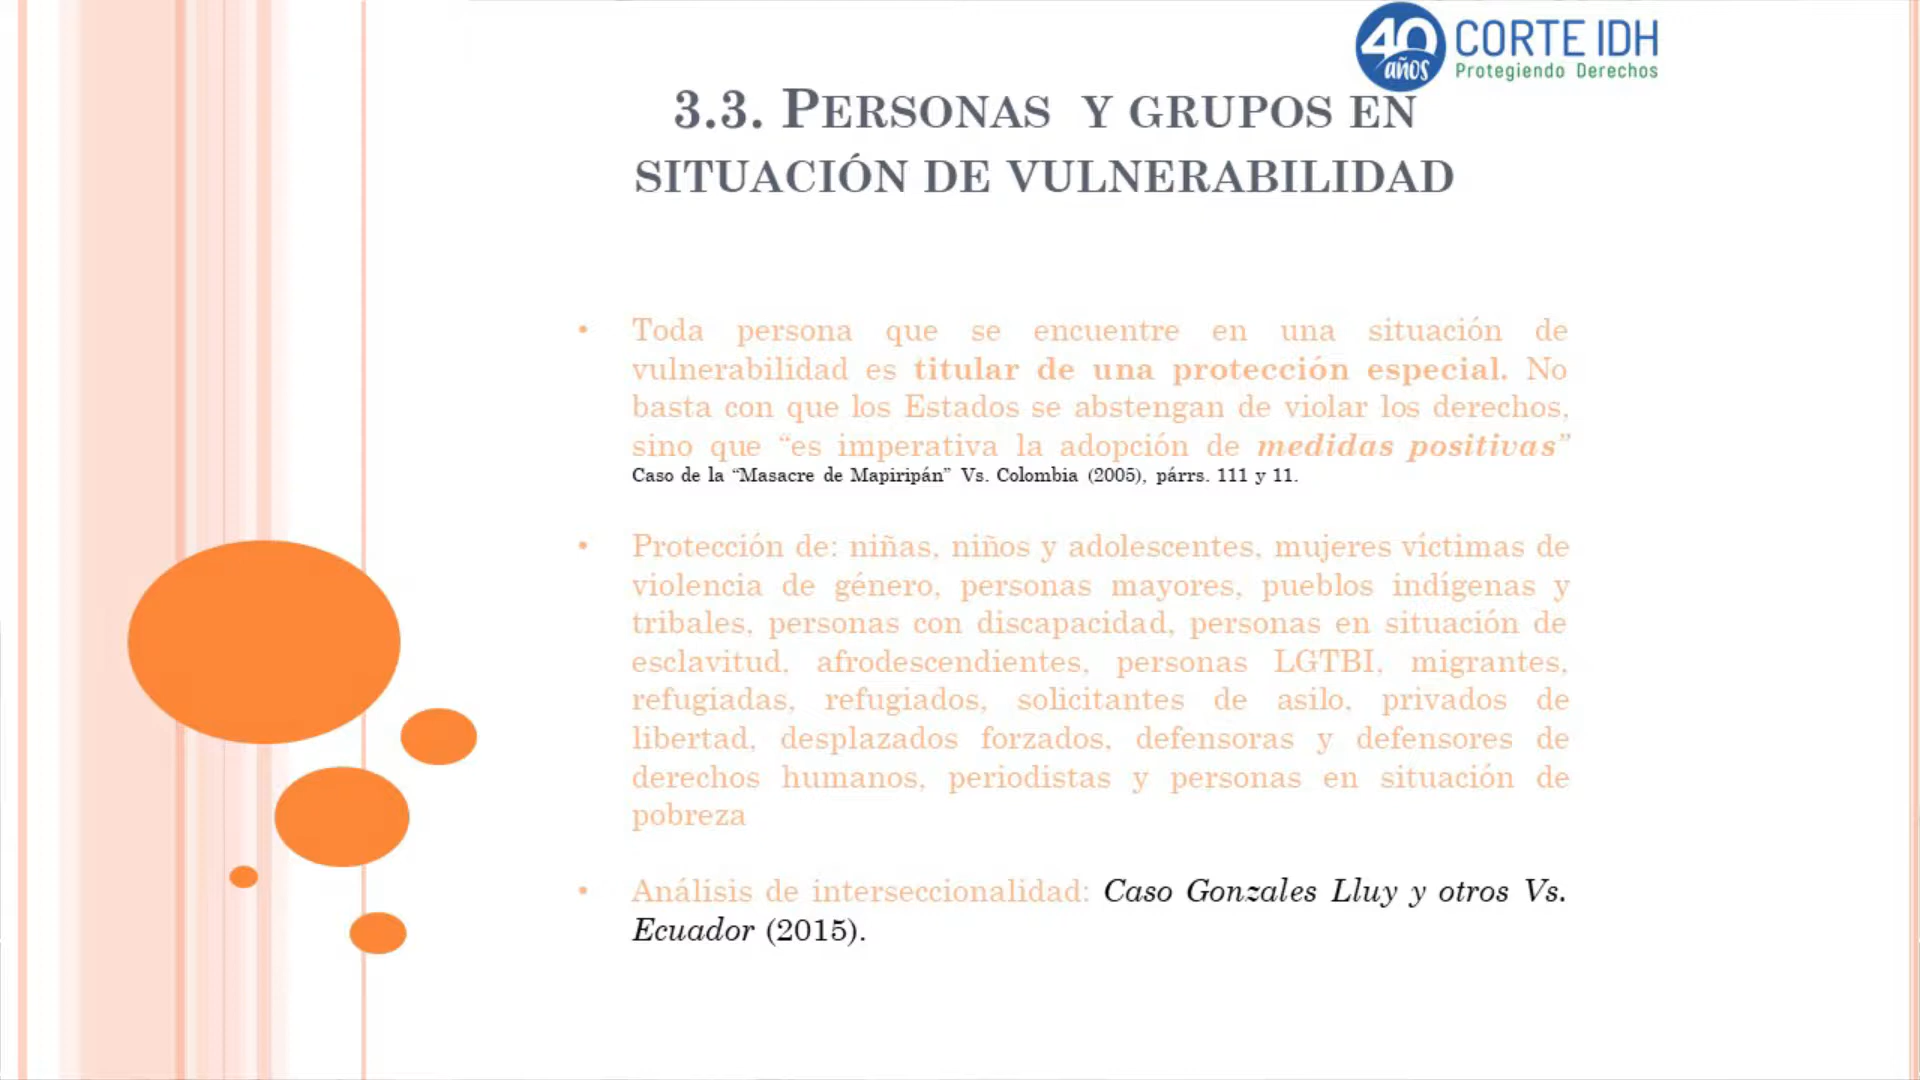 40 años
CORTE IDH
Protegiendo Derechos
3.3. PERSONAS Y GRUPOS EN
SITUACIÓN DE VULNERABILIDAD
• Toda persona que se encuentre en una situación de
vulnerabilidad es titular de una protección especial. No
basta con que los Estados se abstengan de violar los derechos,
sino que “es imperativa la adopción de medidas positivas”
Caso de la “Masacre de Mapiripán” Vs. Colombia (2005), párrs. 111 y 11.
• Protección de: niñas, niños y adolescentes, mujeres víctimas de
violencia de género, personas mayores, pueblos indígenas y
tribales, personas con discapacidad, personas en situación de
esclavitud, afrodescendientes, personas LGTBI, migrantes,
refugiadas, refugiados, solicitantes de asilo, privados de
libertad, desplazados forzados, defensoras y defensores de
derechos humanos, periodistas y personas en situación de
pobreza
• Análisis de interseccionalidad: Caso Gonzales Lluy y otros Vs.
Ecuador (2015).